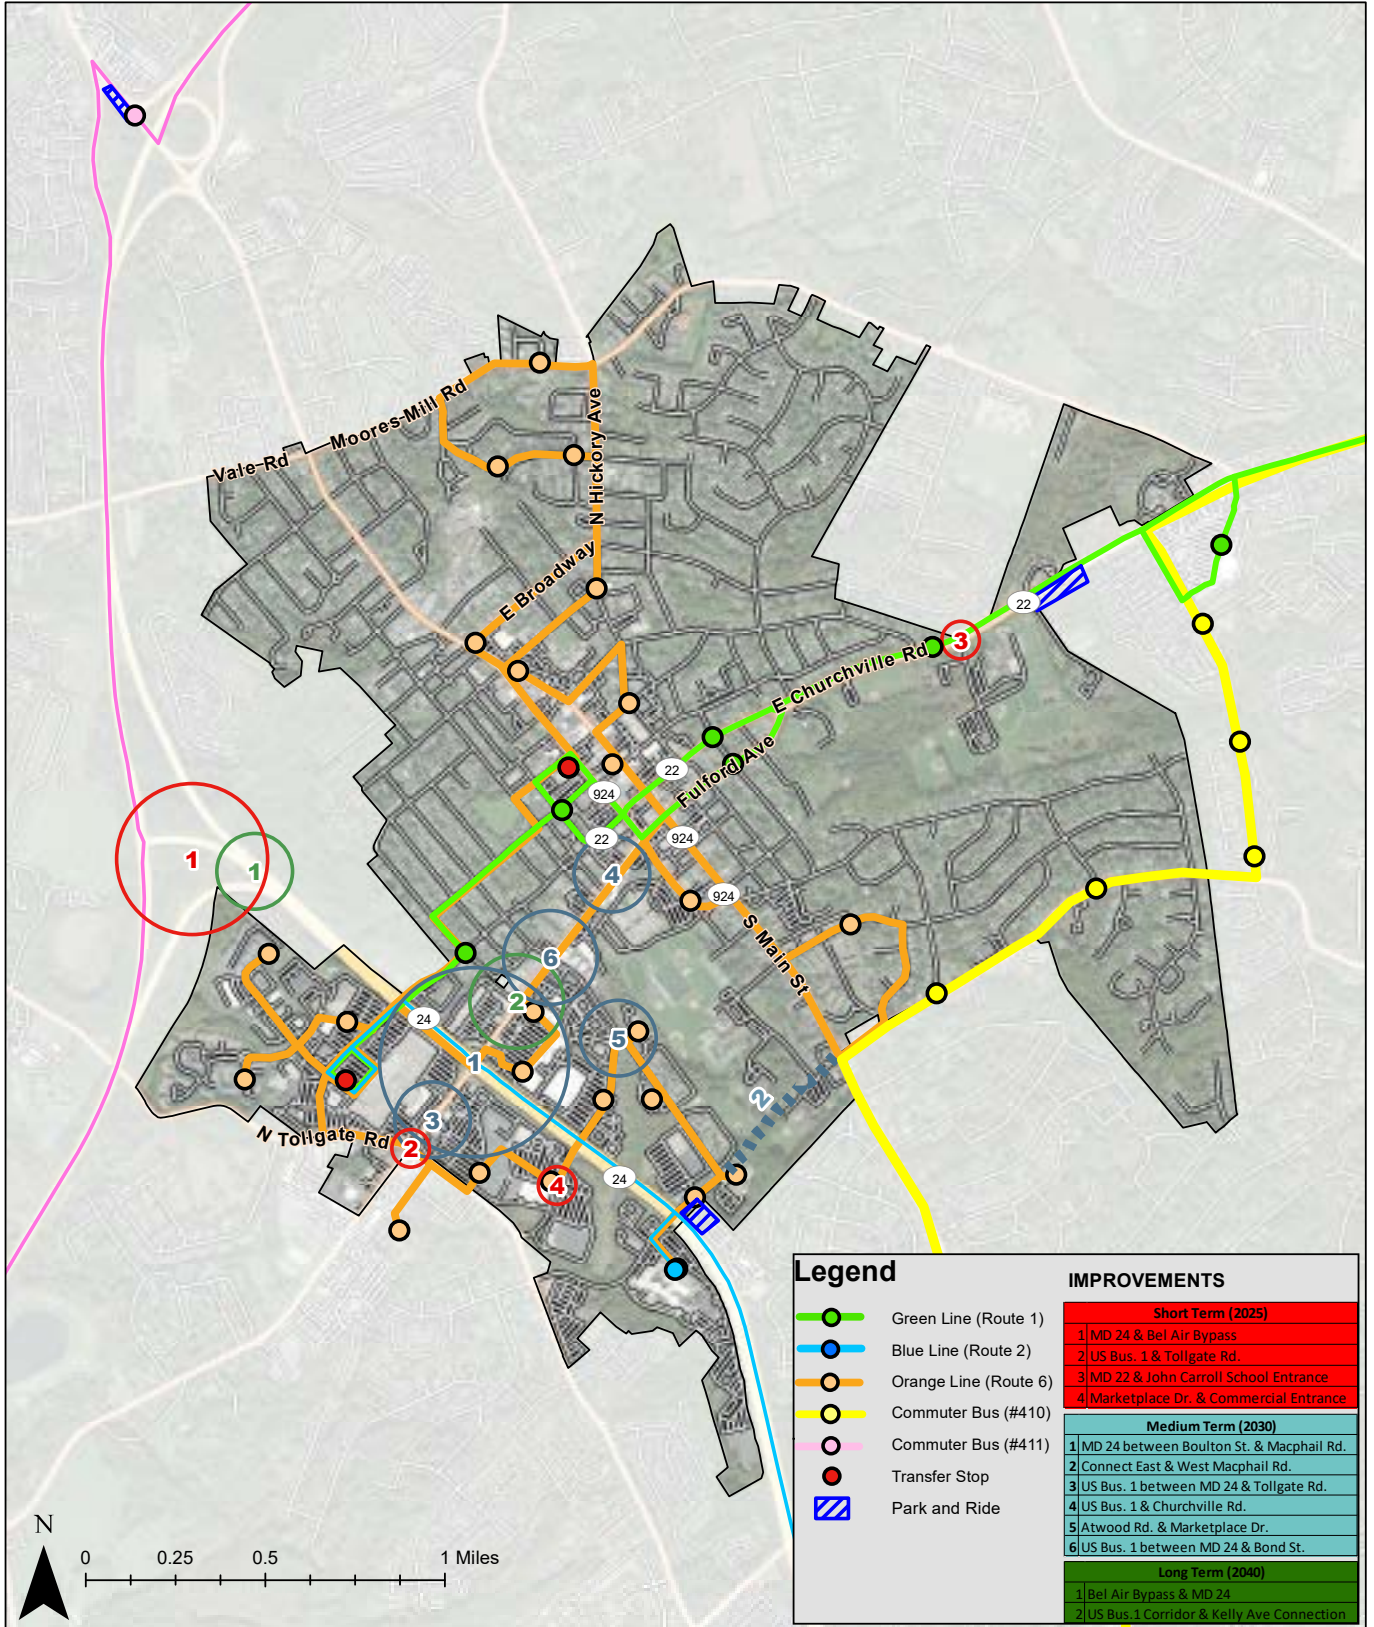 Moores Mill Rd
Vale Rd
N Hickory Ave
E Broadway
22
3
E Churchville Rd
22
924
Fulford Ave
22
924
1
1
4
924
S Main St
6
2
24
5
1
2
3
N Tollgate Rd
2
4
24
Legend
Green Line (Route 1)
Blue Line (Route 2)
Orange Line (Route 6)
Commuter Bus (#410)
Commuter Bus (#411)
Transfer Stop
Park and Ride
IMPROVEMENTS
Short Term (2025)
1 MD 24 & Bel Air Bypass
2 US Bus. 1 & Tollgate Rd.
3 MD 22 & John Carroll School Entrance
4 Marketplace Dr. & Commercial Entrance
Medium Term (2030)
1 MD 24 between Boulton St. & Macphail Rd.
2 Connect East & West Macphail Rd.
3 US Bus. 1 between MD 24 & Tollgate Rd.
4 US Bus. 1 & Churchville Rd.
5 Atwood Rd. & Marketplace Dr.
6 US Bus. 1 between MD 24 & Bond St.
Long Term (2040)
1 Bel Air Bypass & MD 24
2 US Bus.1 Corridor & Kelly Ave Connection
N
0 0.25 0.5 1 Miles